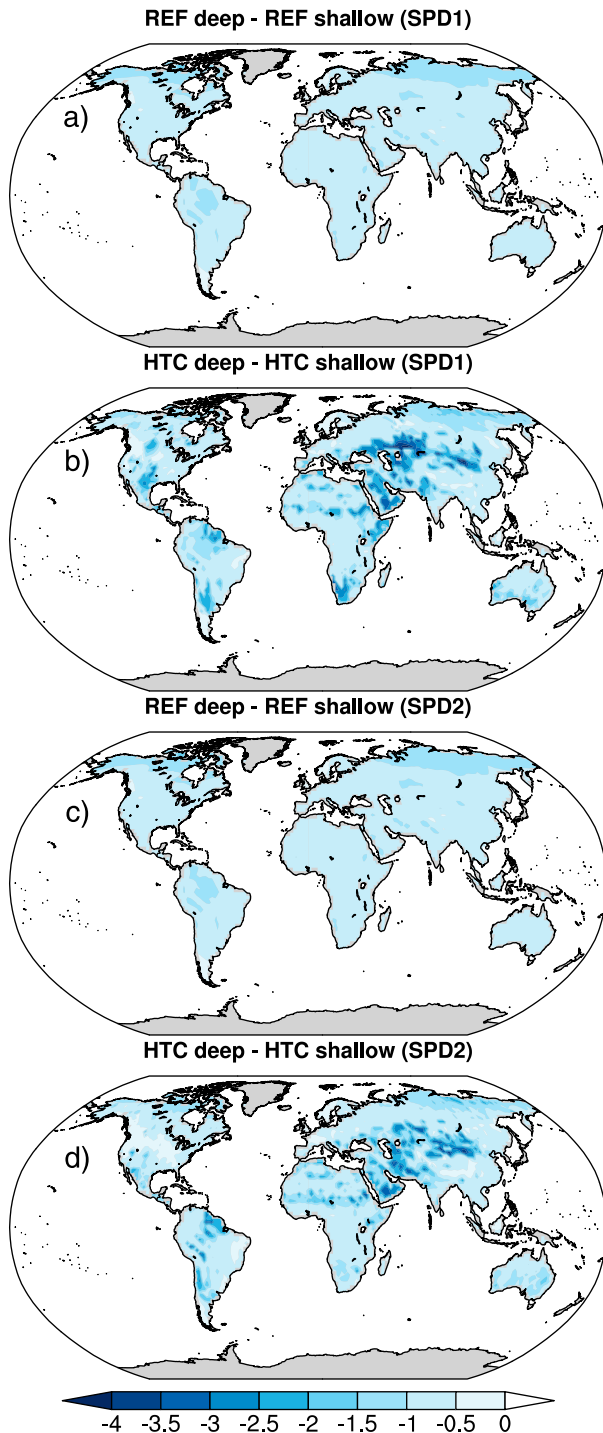 REF deep - REF shallow (SPD1)
a)
HTC deep - HTC shallow (SPD1)
b)
REF deep - REF shallow (SPD2)
c)
HTC deep - HTC shallow (SPD2)
d)
-4 -3.5 -3 -2.5 -2 -1.5 -1 -0.5 0